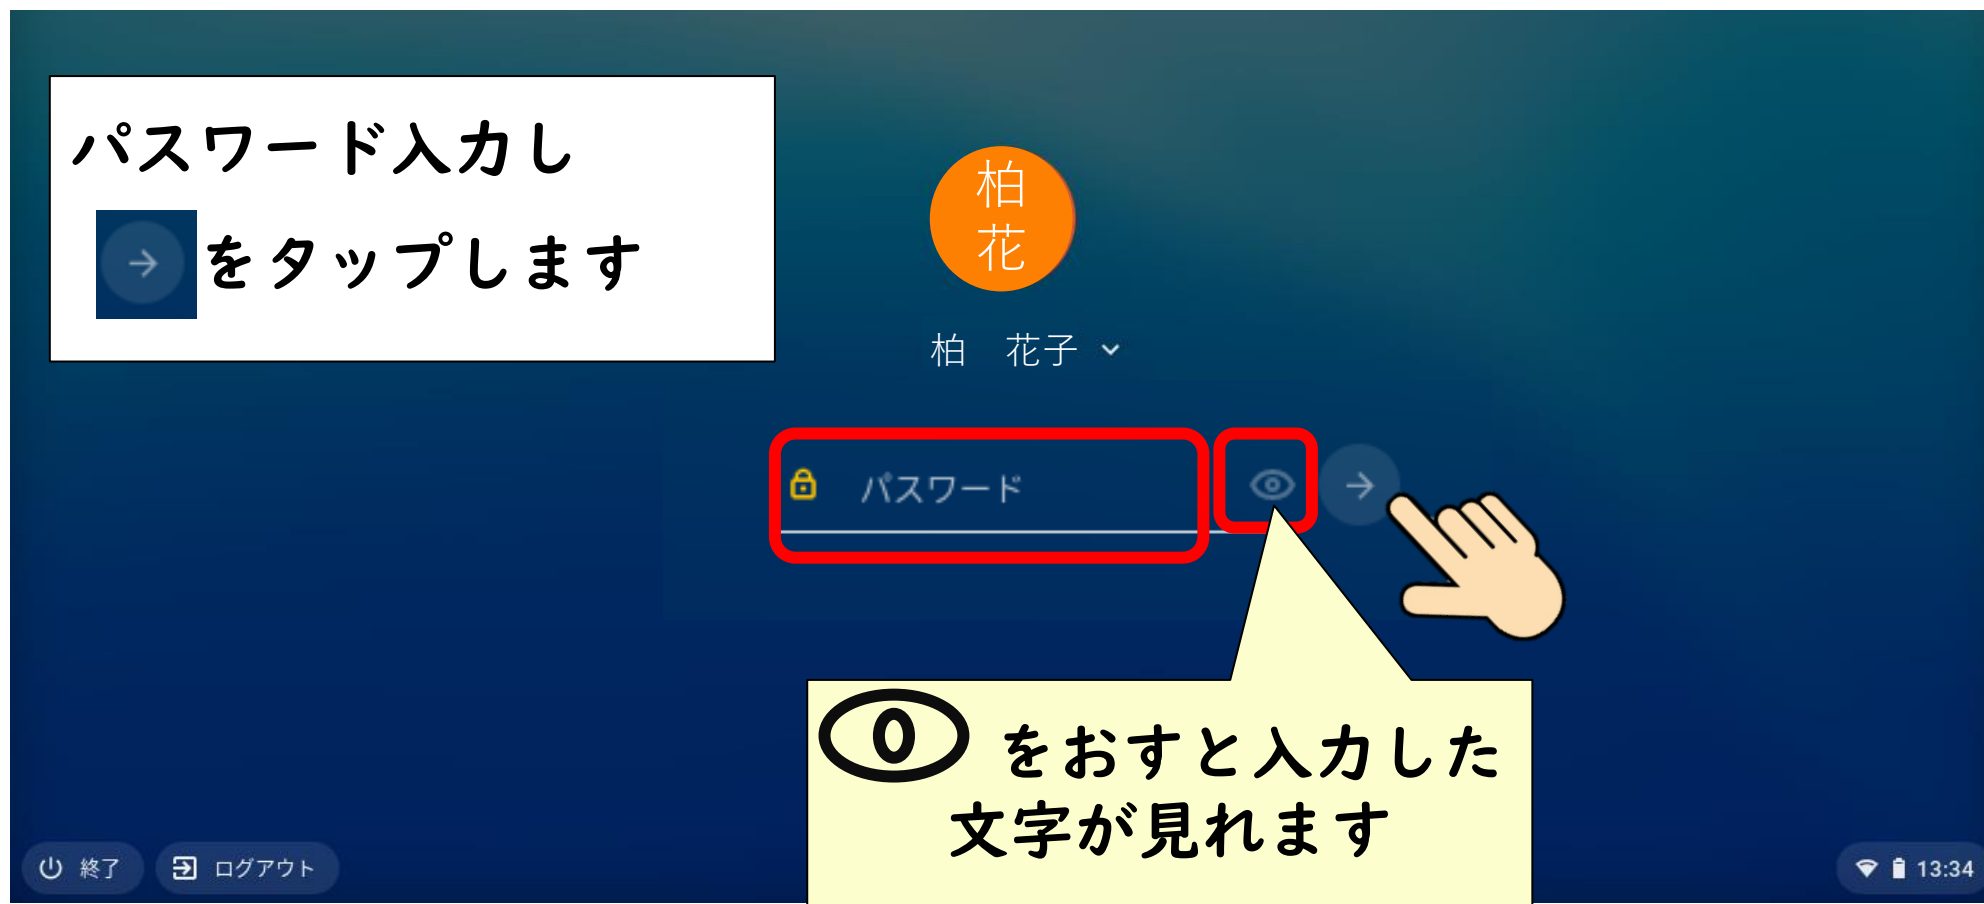 パスワード入力し
をタップします
柏
花
柏　花子
パスワード
をおすと入力した
文字が見れます
終了
ログアウト
13:34